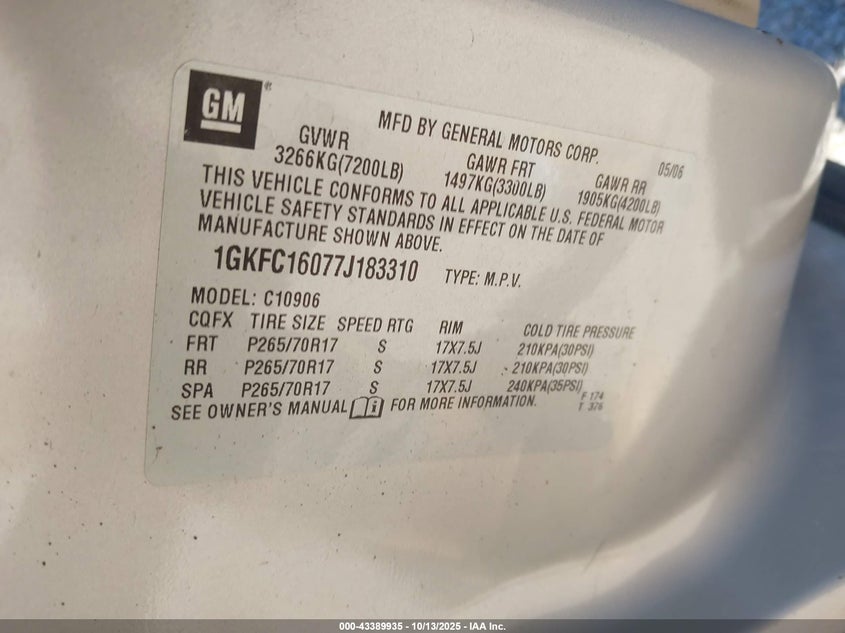 GM®
MFD BY GENERAL MOTORS CORP. 05/06
GVWR GAWR FRT GAWR RR
3266KG(7200LB) 1497KG(3300LB) 1905KG(4200LB)
THIS VEHICLE CONFORMS TO ALL APPLICABLE U.S. FEDERAL MOTOR
VEHICLE SAFETY STANDARDS IN EFFECT ON THE DATE OF
MANUFACTURE SHOWN ABOVE.
1GKFC16077J183310 TYPE: M.P.V.
MODEL: C10906
CQFX TIRE SIZE SPEED RTG RIM COLD TIRE PRESSURE
FRT P265/70R17 S 17X7.5J 210KPA(30PSI)
RR P265/70R17 S 17X7.5J 210KPA(30PSI)
SPA P265/70R17 S 17X7.5J 240KPA(35PSI)
SEE OWNER'S MANUAL FOR MORE INFORMATION.
F 174
T 376
000-43389935 - 10/13/2025 - IAA Inc.